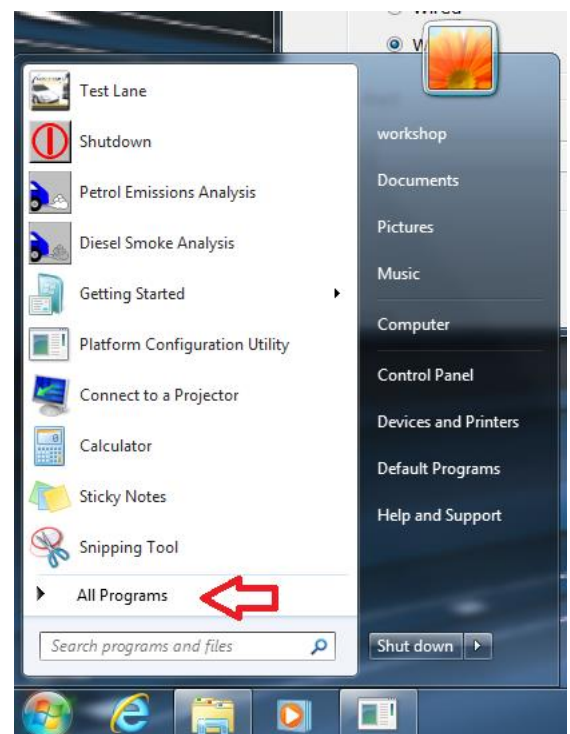 Test Lane
Shutdown
Petrol Emissions Analysis
Diesel Smoke Analysis
Getting Started
Platform Configuration Utility
Connect to a Projector
Calculator
Sticky Notes
Snipping Tool
All Programs
Search programs and files
workshop
Documents
Pictures
Music
Computer
Control Panel
Devices and Printers
Default Programs
Help and Support
Shut down